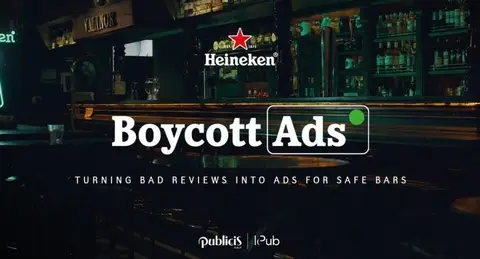 Heineken®
Boycott Ads
TURNING BAD REVIEWS INTO ADS FOR SAFE BARS
PUBLICIS | LePub